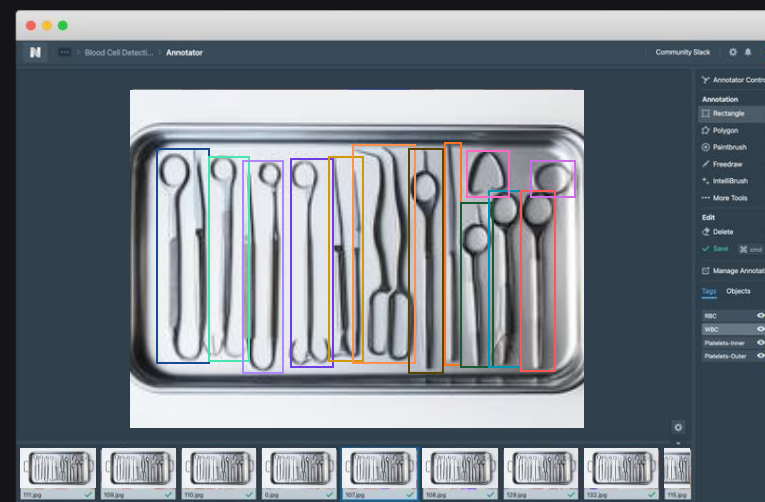 N ••• > Blood Cell Detecti... > Annotator Community Slack
Annotator Contro
Annotation
Rectangle
Polygon
Paintbrush
Freedraw
IntelliBrush
More Tools
Edit
Delete
Save ⌘ cmd
Manage Annotat
Tags Objects
RBC
WBC
Platelets-Inner
Platelets-Outer
111.jpg 109.jpg 110.jpg 0.jpg 107.jpg 108.jpg 129.jpg 132.jpg 115.jpg